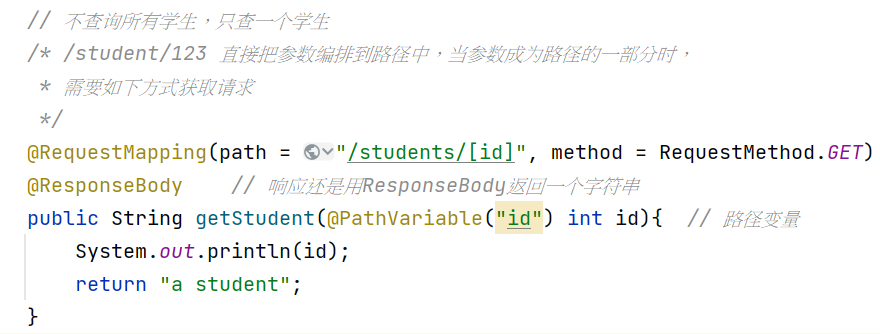 // 不查询所有学生，只查一个学生
/* /student/123 直接把参数编排到路径中，当参数成为路径的一部分时，
 * 需要如下方式获取请求
 */
@RequestMapping(path = "/students/[id]", method = RequestMethod.GET)
@ResponseBody    // 响应还是用ResponseBody返回一个字符串
public String getStudent(@PathVariable("id") int id){  // 路径变量
    System.out.println(id);
    return "a student";
}